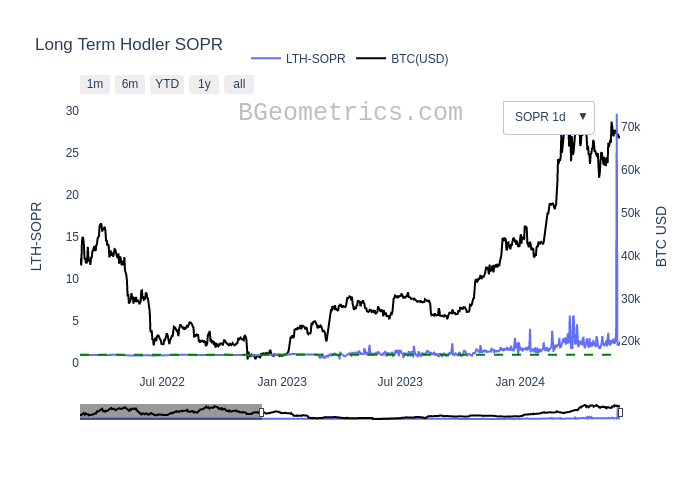 Long Term Hodler SOPR
LTH-SOPR BTC(USD)
1m 6m YTD 1y all
BGeometrics.com
SOPR 1d ▼
30
25
20
15
10
5
0
LTH-SOPR
70k
60k
50k
40k
30k
20k
BTC USD
Jul 2022 Jan 2023 Jul 2023 Jan 2024